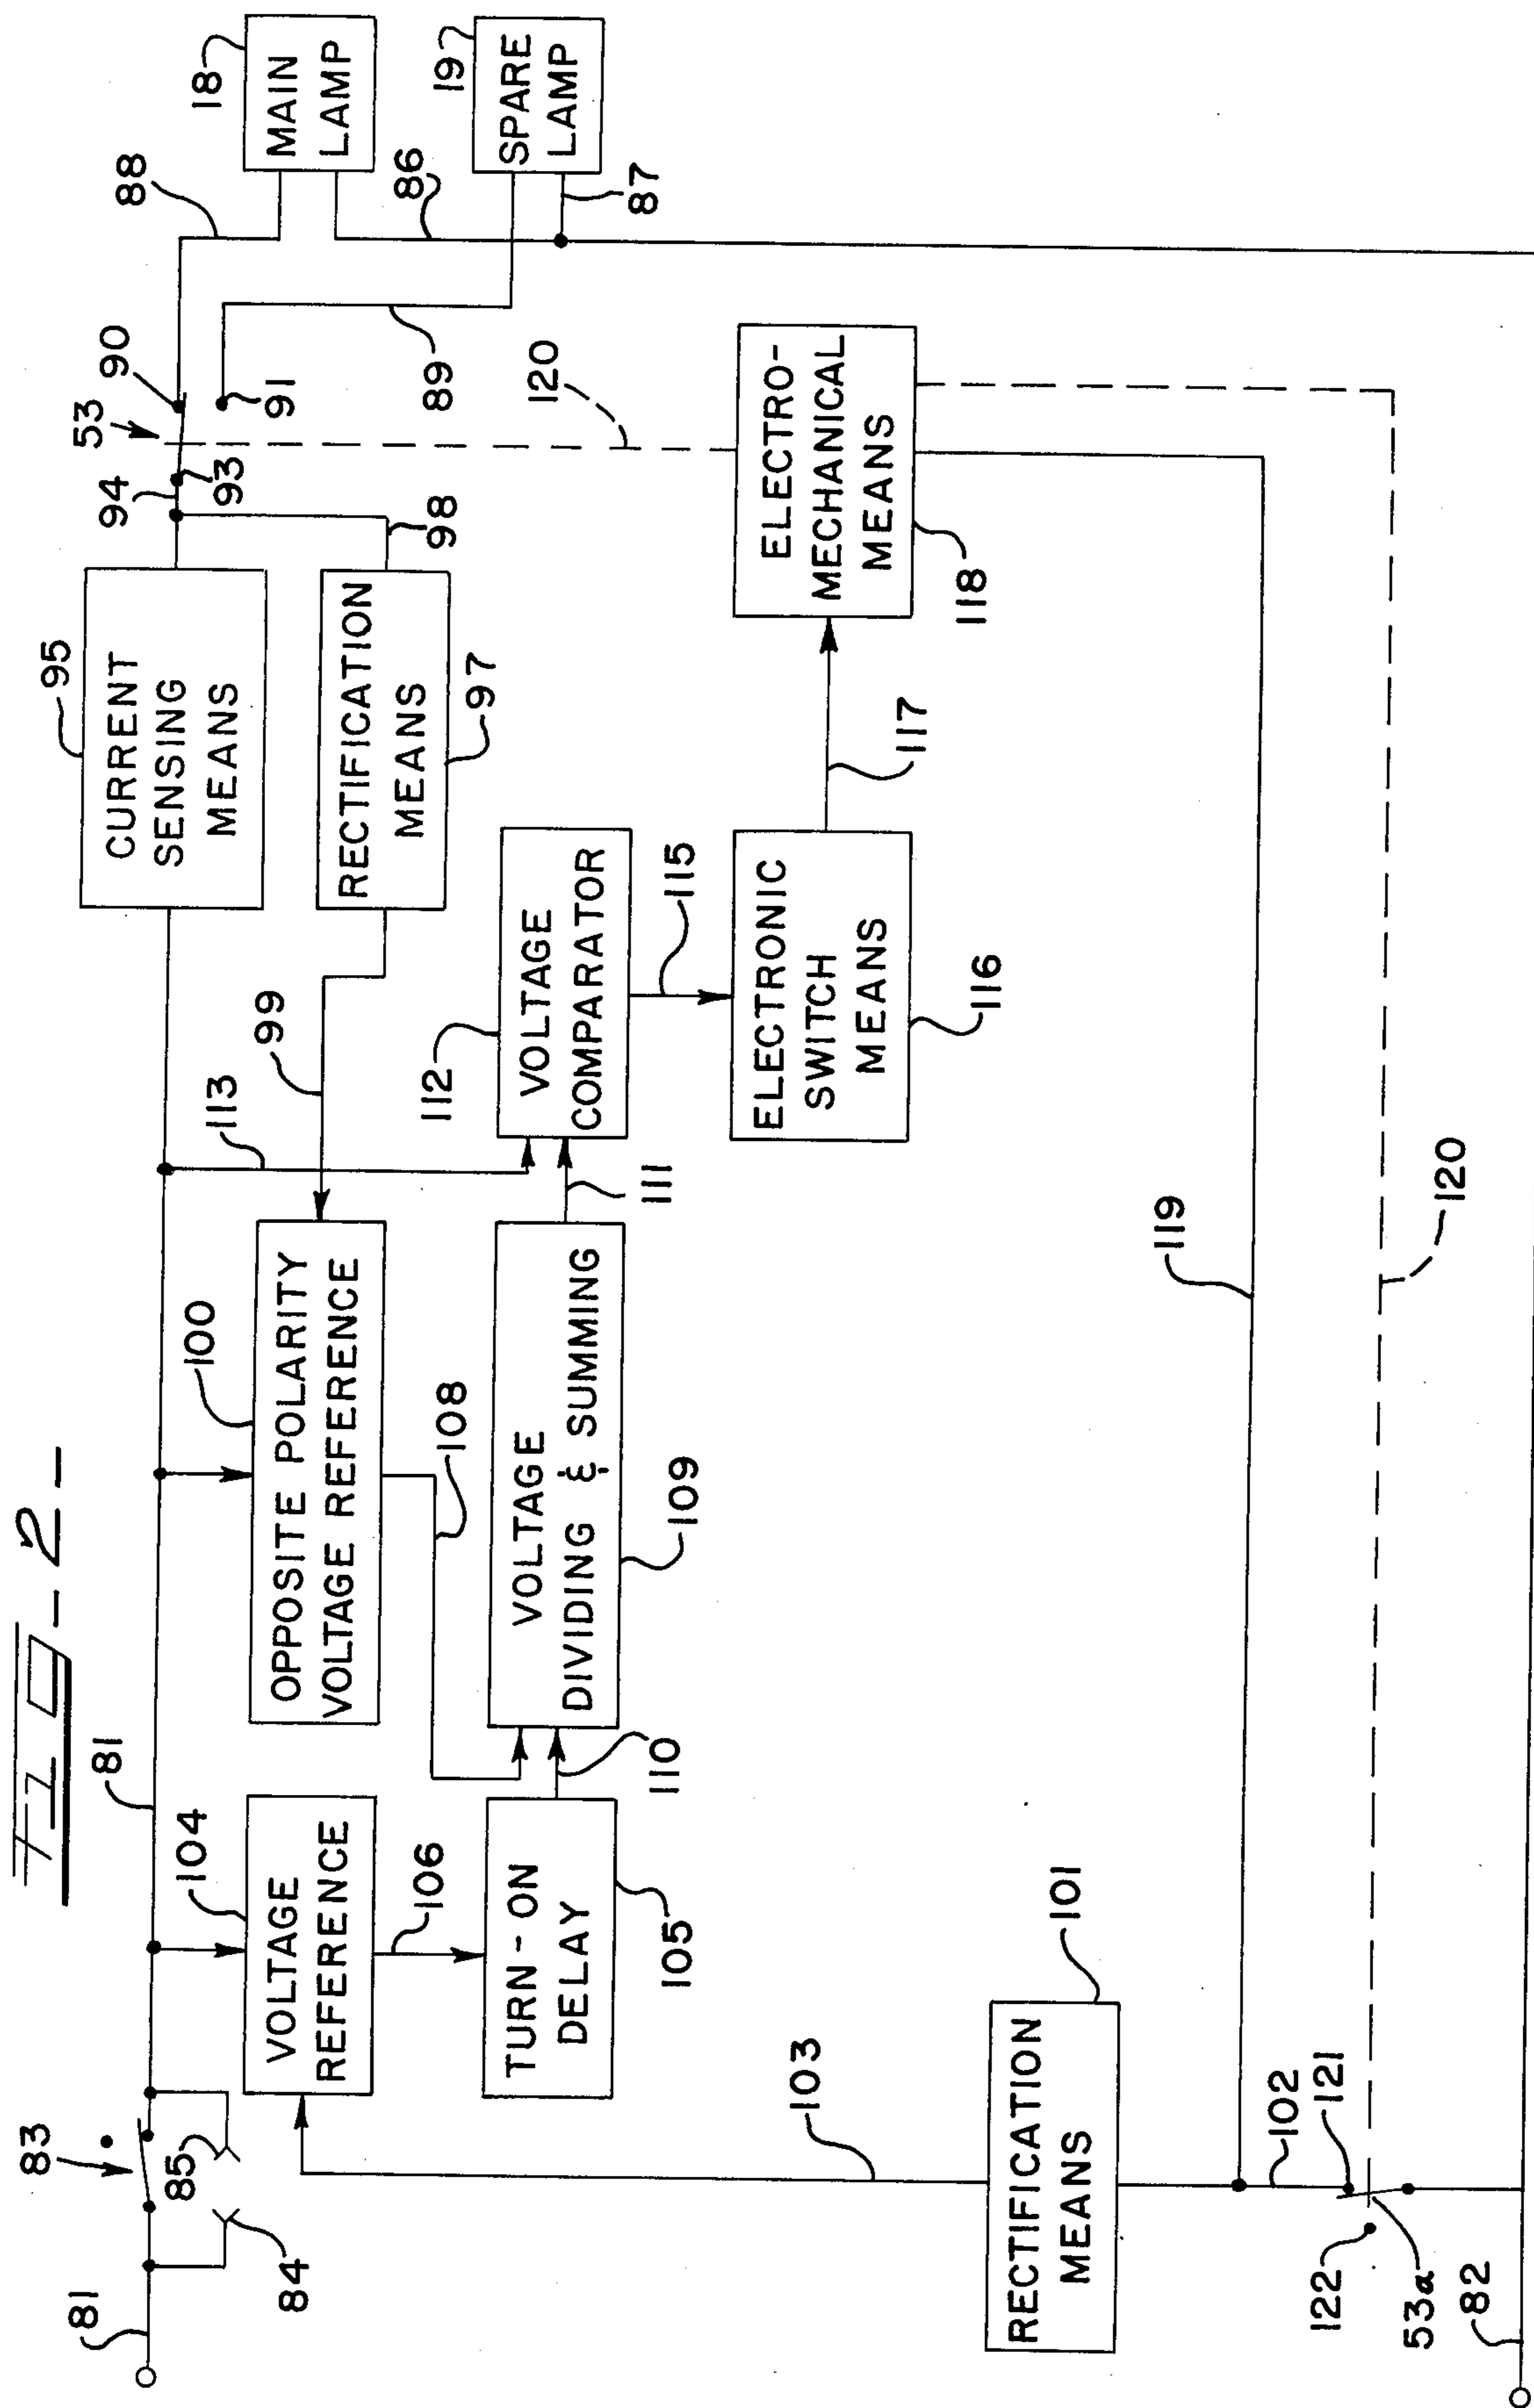 Fig-2-
81
83
84
85
81
104
VOLTAGE
REFERENCE
106
TURN-ON
DELAY
105
110
100
OPPOSITE POLARITY
VOLTAGE REFERENCE
108
VOLTAGE
DIVIDING & SUMMING
109
111
113
99
112
VOLTAGE
COMPARATOR
115
ELECTRONIC
SWITCH
MEANS
116
117
95
CURRENT
SENSING
MEANS
RECTIFICATION
MEANS
97
98
94
93
53
90
91
88
89
86
87
18
MAIN
LAMP
19
SPARE
LAMP
120
ELECTRO-
MECHANICAL
MEANS
118
119
120
103
RECTIFICATION
MEANS
101
102
121
122
53a
82